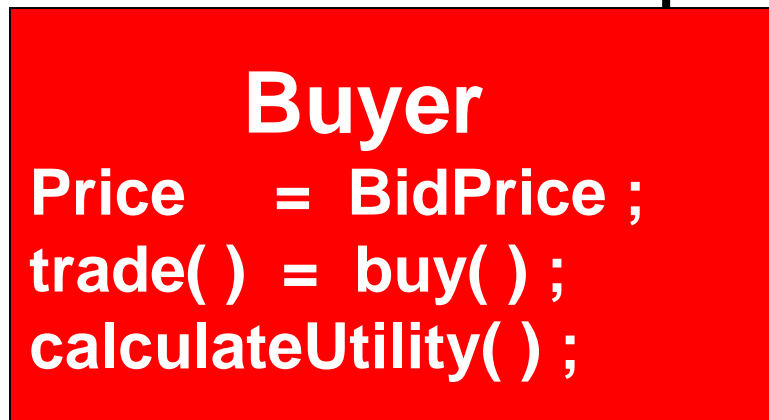 Buyer
Price = BidPrice ;
trade( ) = buy( ) ;
calculateUtility( ) ;